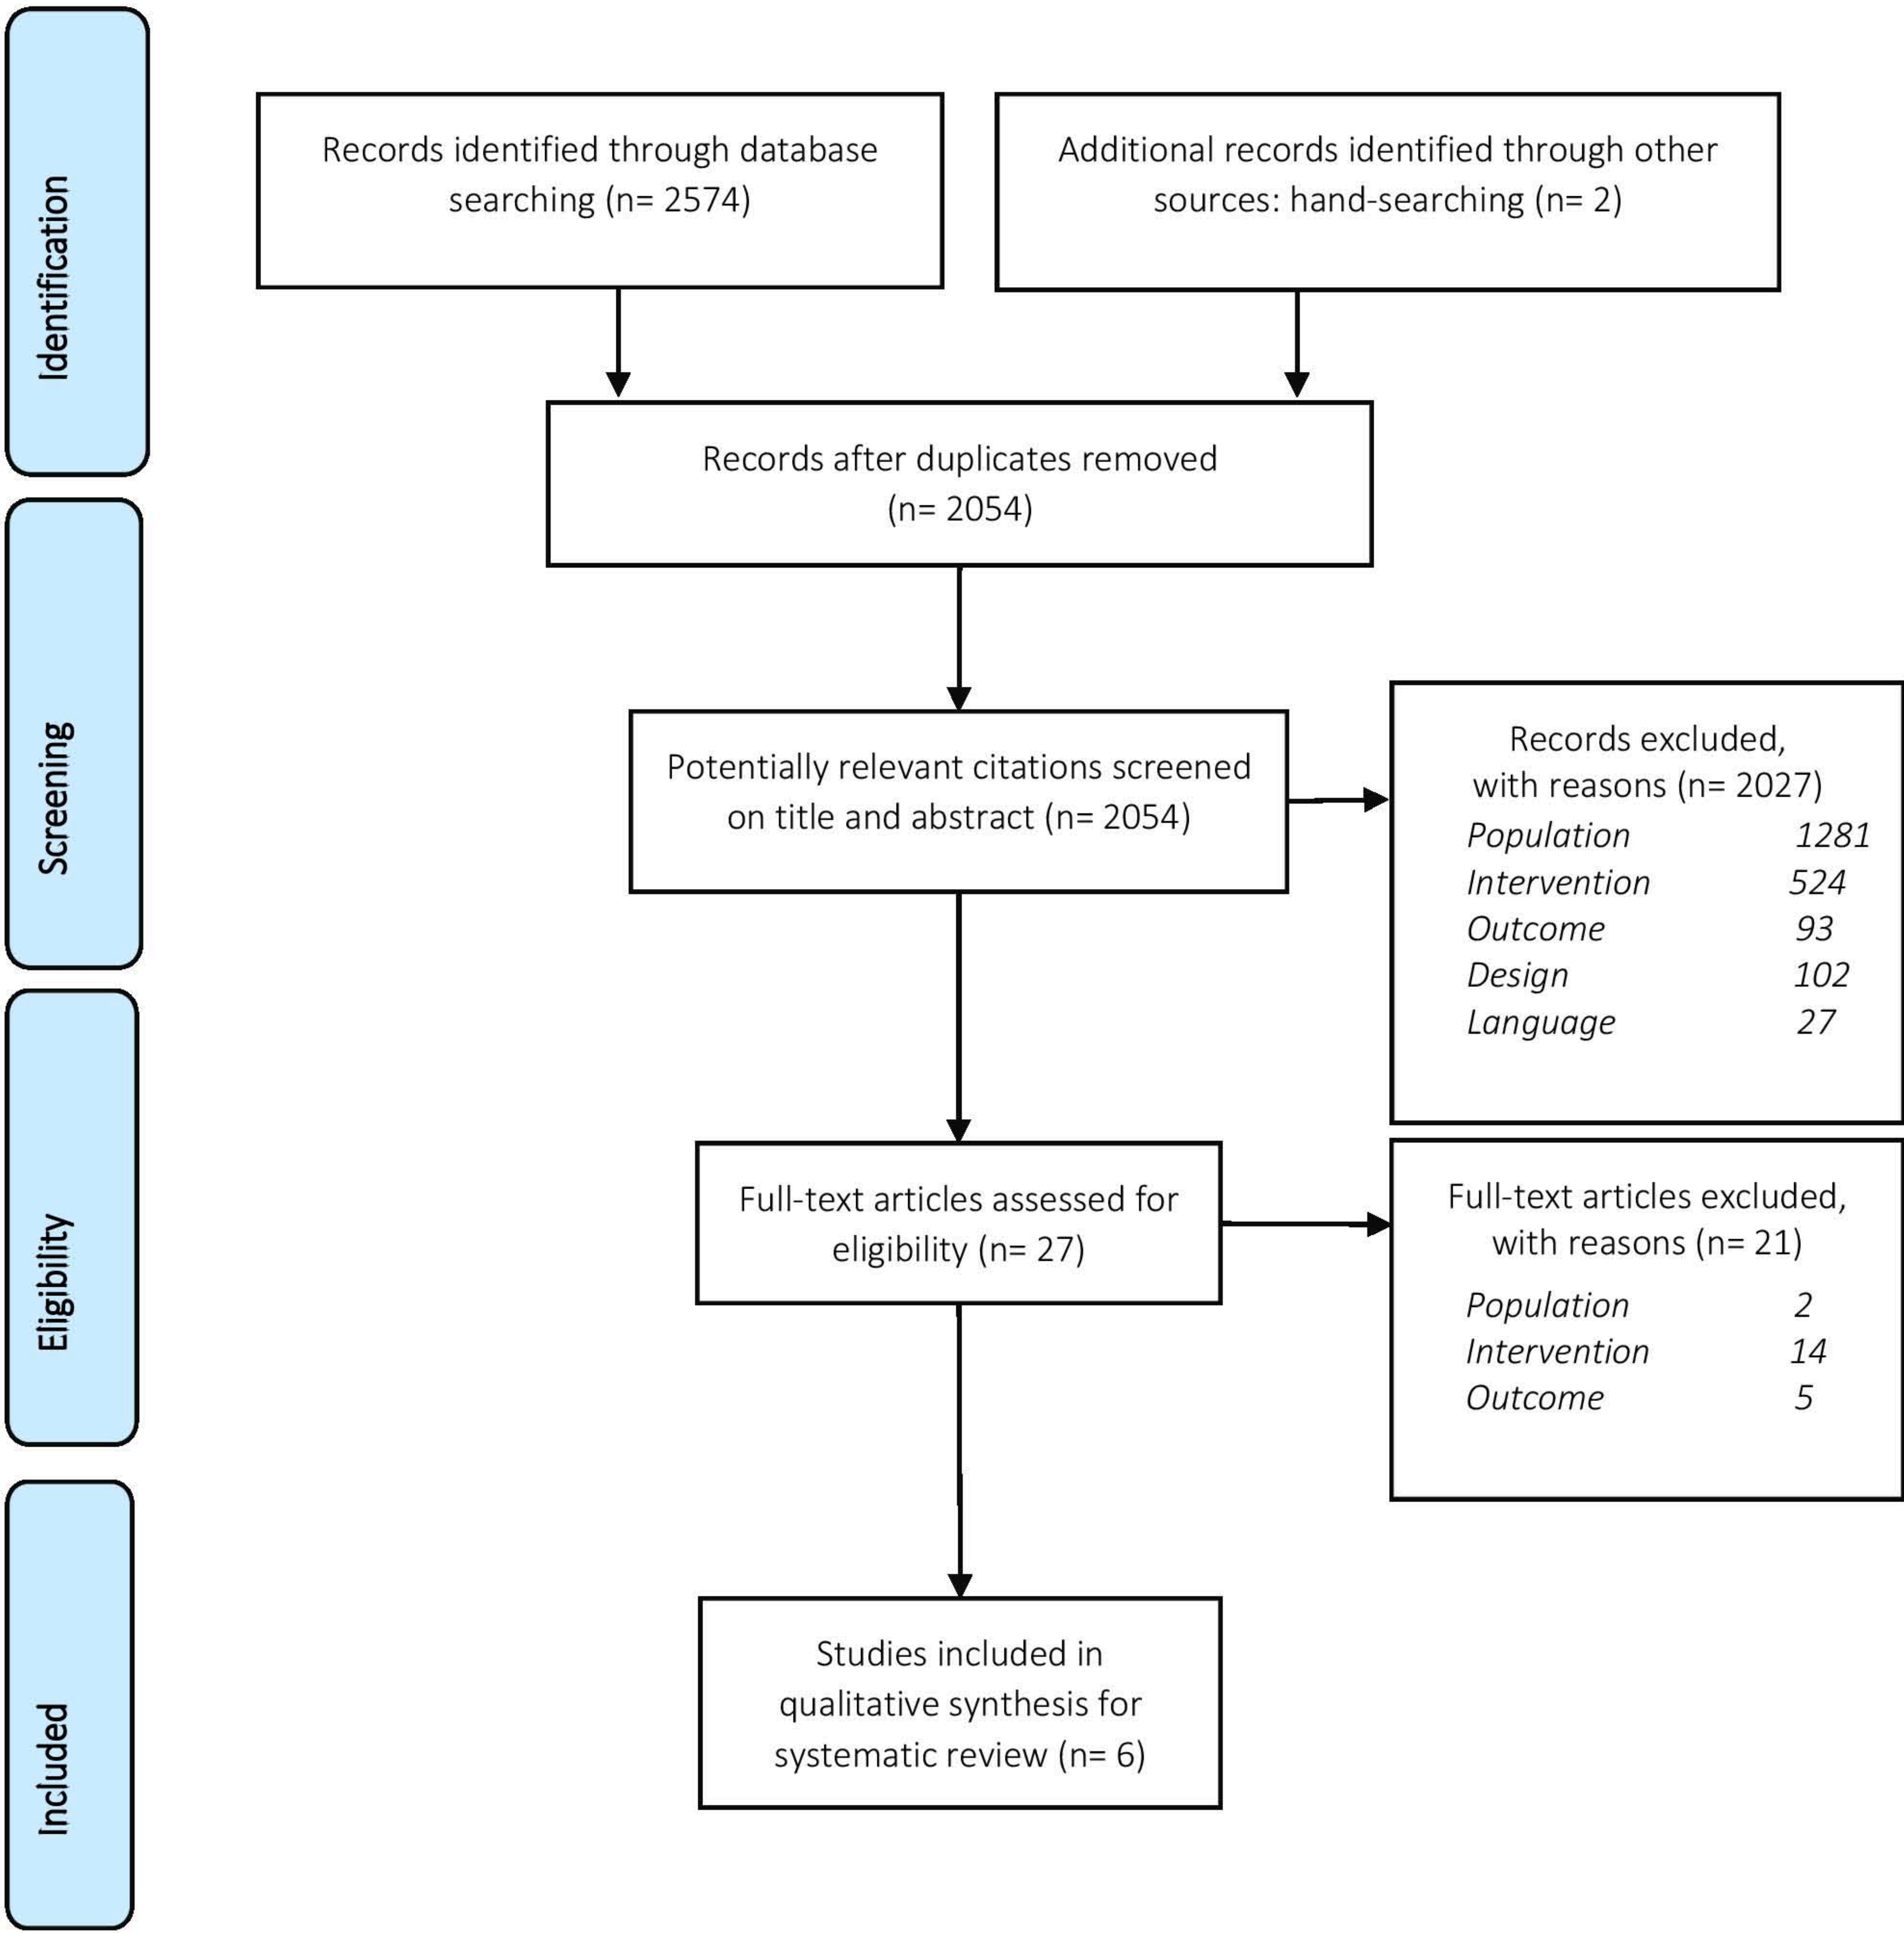 Identification
Records identified through database
searching (n= 2574)
Additional records identified through other
sources: hand-searching (n= 2)
Records after duplicates removed
(n= 2054)
Screening
Potentially relevant citations screened
on title and abstract (n= 2054)
Records excluded,
with reasons (n= 2027)
Population 1281
Intervention 524
Outcome 93
Design 102
Language 27
Eligibility
Full-text articles assessed for
eligibility (n= 27)
Full-text articles excluded,
with reasons (n= 21)
Population 2
Intervention 14
Outcome 5
Included
Studies included in
qualitative synthesis for
systematic review (n= 6)